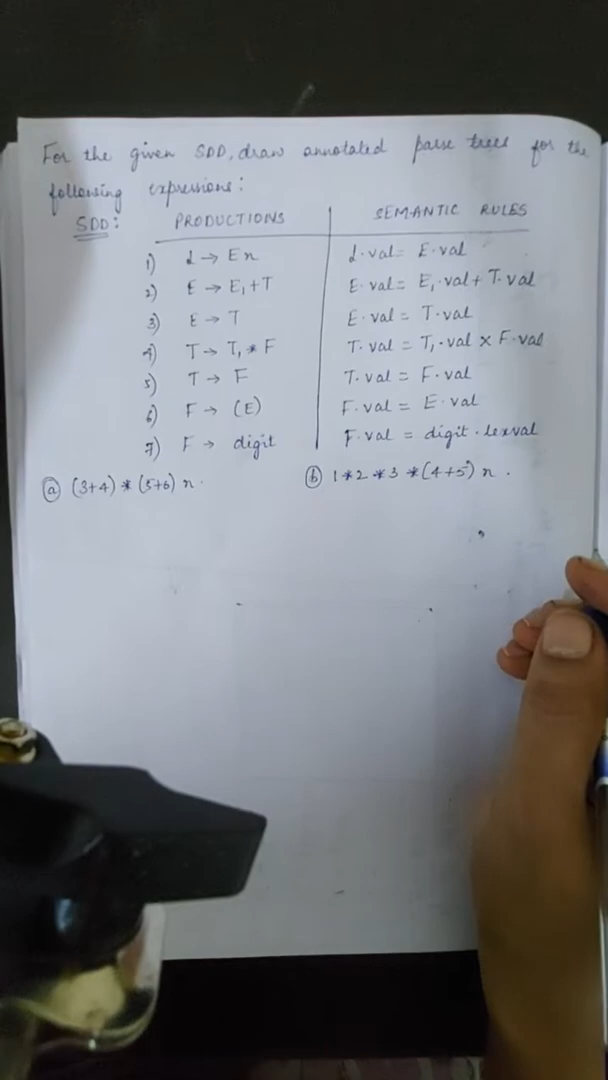 For the given SDD, draw annotated parse trees for the
following expressions:
SDD: PRODUCTIONS SEMANTIC RULES
1) L → En L.val = E.val
2) E → E₁+T E.val = E₁.val + T.val
3) E → T E.val = T.val
4) T → T₁ * F T.val = T₁.val × F.val
5) T → F T.val = F.val
6) F → (E) F.val = E.val
7) F → digit F.val = digit.lexval
ⓐ (3+4) * (5+6) n. ⓑ 1*2*3*(4+5) n.